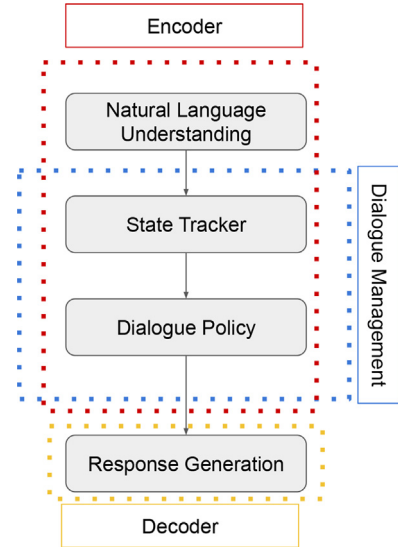 Encoder
Natural Language
Understanding
State Tracker
Dialogue Management
Dialogue Policy
Response Generation
Decoder